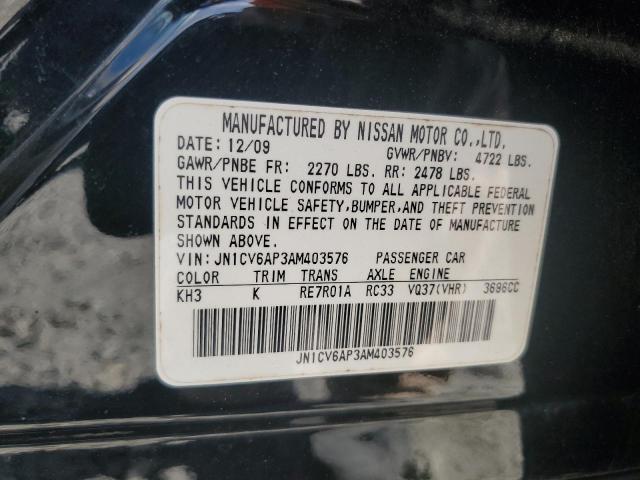 MANUFACTURED BY NISSAN MOTOR CO.,LTD.
DATE: 12/09 GVWR/PNBV: 4722 LBS.
GAWR/PNBE FR: 2270 LBS. RR: 2478 LBS.
THIS VEHICLE CONFORMS TO ALL APPLICABLE FEDERAL
MOTOR VEHICLE SAFETY,BUMPER,AND THEFT PREVENTION
STANDARDS IN EFFECT ON THE DATE OF MANUFACTURE
SHOWN ABOVE.
VIN: JN1CV6AP3AM403576 PASSENGER CAR
COLOR TRIM TRANS AXLE ENGINE
KH3 K RE7R01A RC33 VQ37(VHR) 3696CC
JN1CV6AP3AM403576